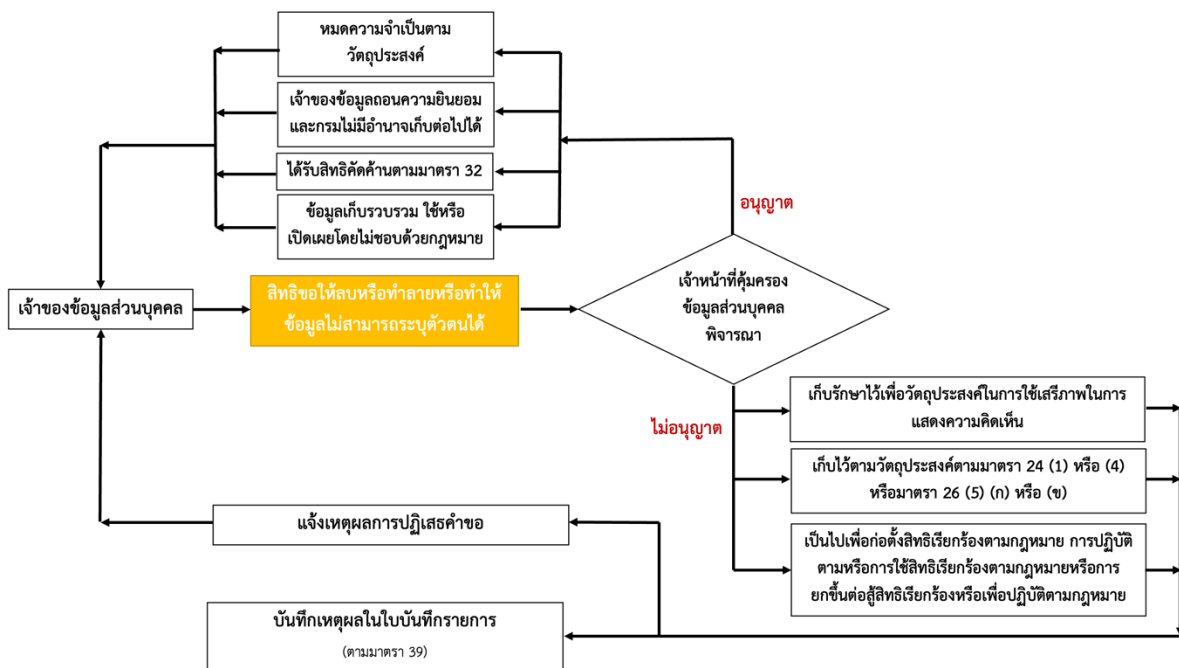 หมดความจำเป็นตาม
วัตถุประสงค์
เจ้าของข้อมูลถอนความยินยอม
และกรมไม่มีอำนาจเก็บต่อไปได้
ได้รับสิทธิคัดค้านตามมาตรา 32
ข้อมูลเก็บรวบรวม ใช้หรือ
เปิดเผยโดยไม่ชอบด้วยกฎหมาย
อนุญาต
เจ้าของข้อมูลส่วนบุคคล
สิทธิขอให้ลบหรือทำลายหรือทำให้
ข้อมูลไม่สามารถระบุตัวตนได้
เจ้าหน้าที่คุ้มครอง
ข้อมูลส่วนบุคคล
พิจารณา
ไม่อนุญาต
เก็บรักษาไว้เพื่อวัตถุประสงค์ในการใช้เสรีภาพในการ
แสดงความคิดเห็น
เก็บไว้ตามวัตถุประสงค์ตามมาตรา 24 (1) หรือ (4)
หรือมาตรา 26 (5) (ก) หรือ (ข)
เป็นไปเพื่อก่อตั้งสิทธิเรียกร้องตามกฎหมาย การปฏิบัติ
ตามหรือการใช้สิทธิเรียกร้องตามกฎหมายหรือการ
ยกขึ้นต่อสู้สิทธิเรียกร้องหรือเพื่อปฏิบัติตามกฎหมาย
แจ้งเหตุผลการปฏิเสธคำขอ
บันทึกเหตุผลในใบบันทึกรายการ
(ตามมาตรา 39)